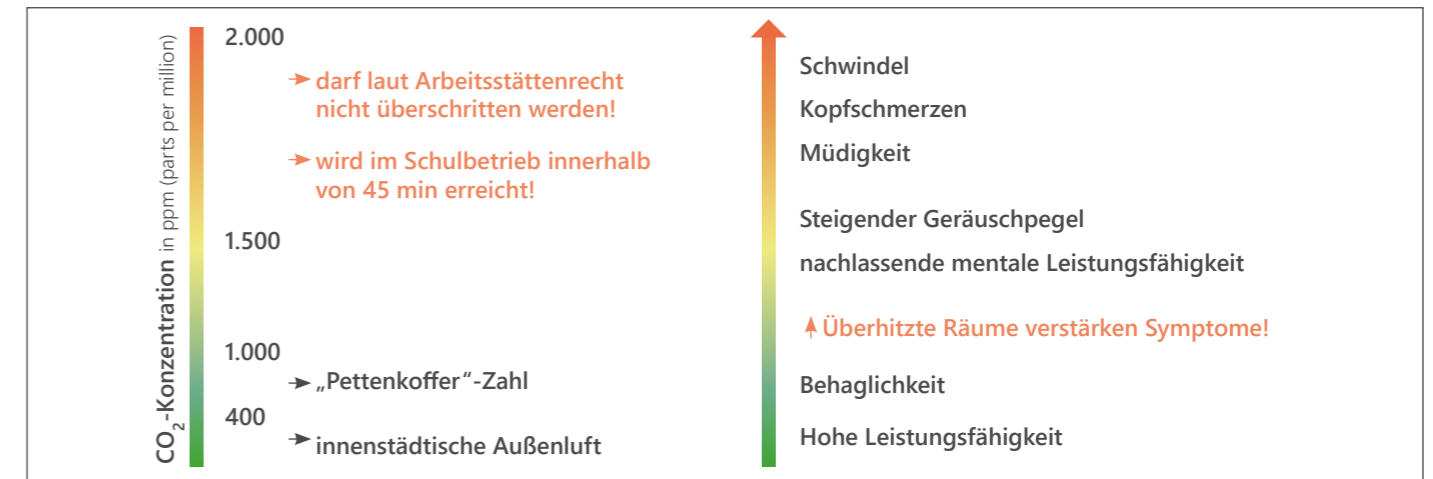 CO₂-Konzentration in ppm (parts per million)
2.000
darf laut Arbeitsstättenrecht
nicht überschritten werden!
wird im Schulbetrieb innerhalb
von 45 min erreicht!
1.500
1.000
„Pettenkoffer“-Zahl
400
innenstädtische Außenluft
Schwindel
Kopfschmerzen
Müdigkeit
Steigender Geräuschpegel
nachlassende mentale Leistungsfähigkeit
Überhitzte Räume verstärken Symptome!
Behaglichkeit
Hohe Leistungsfähigkeit